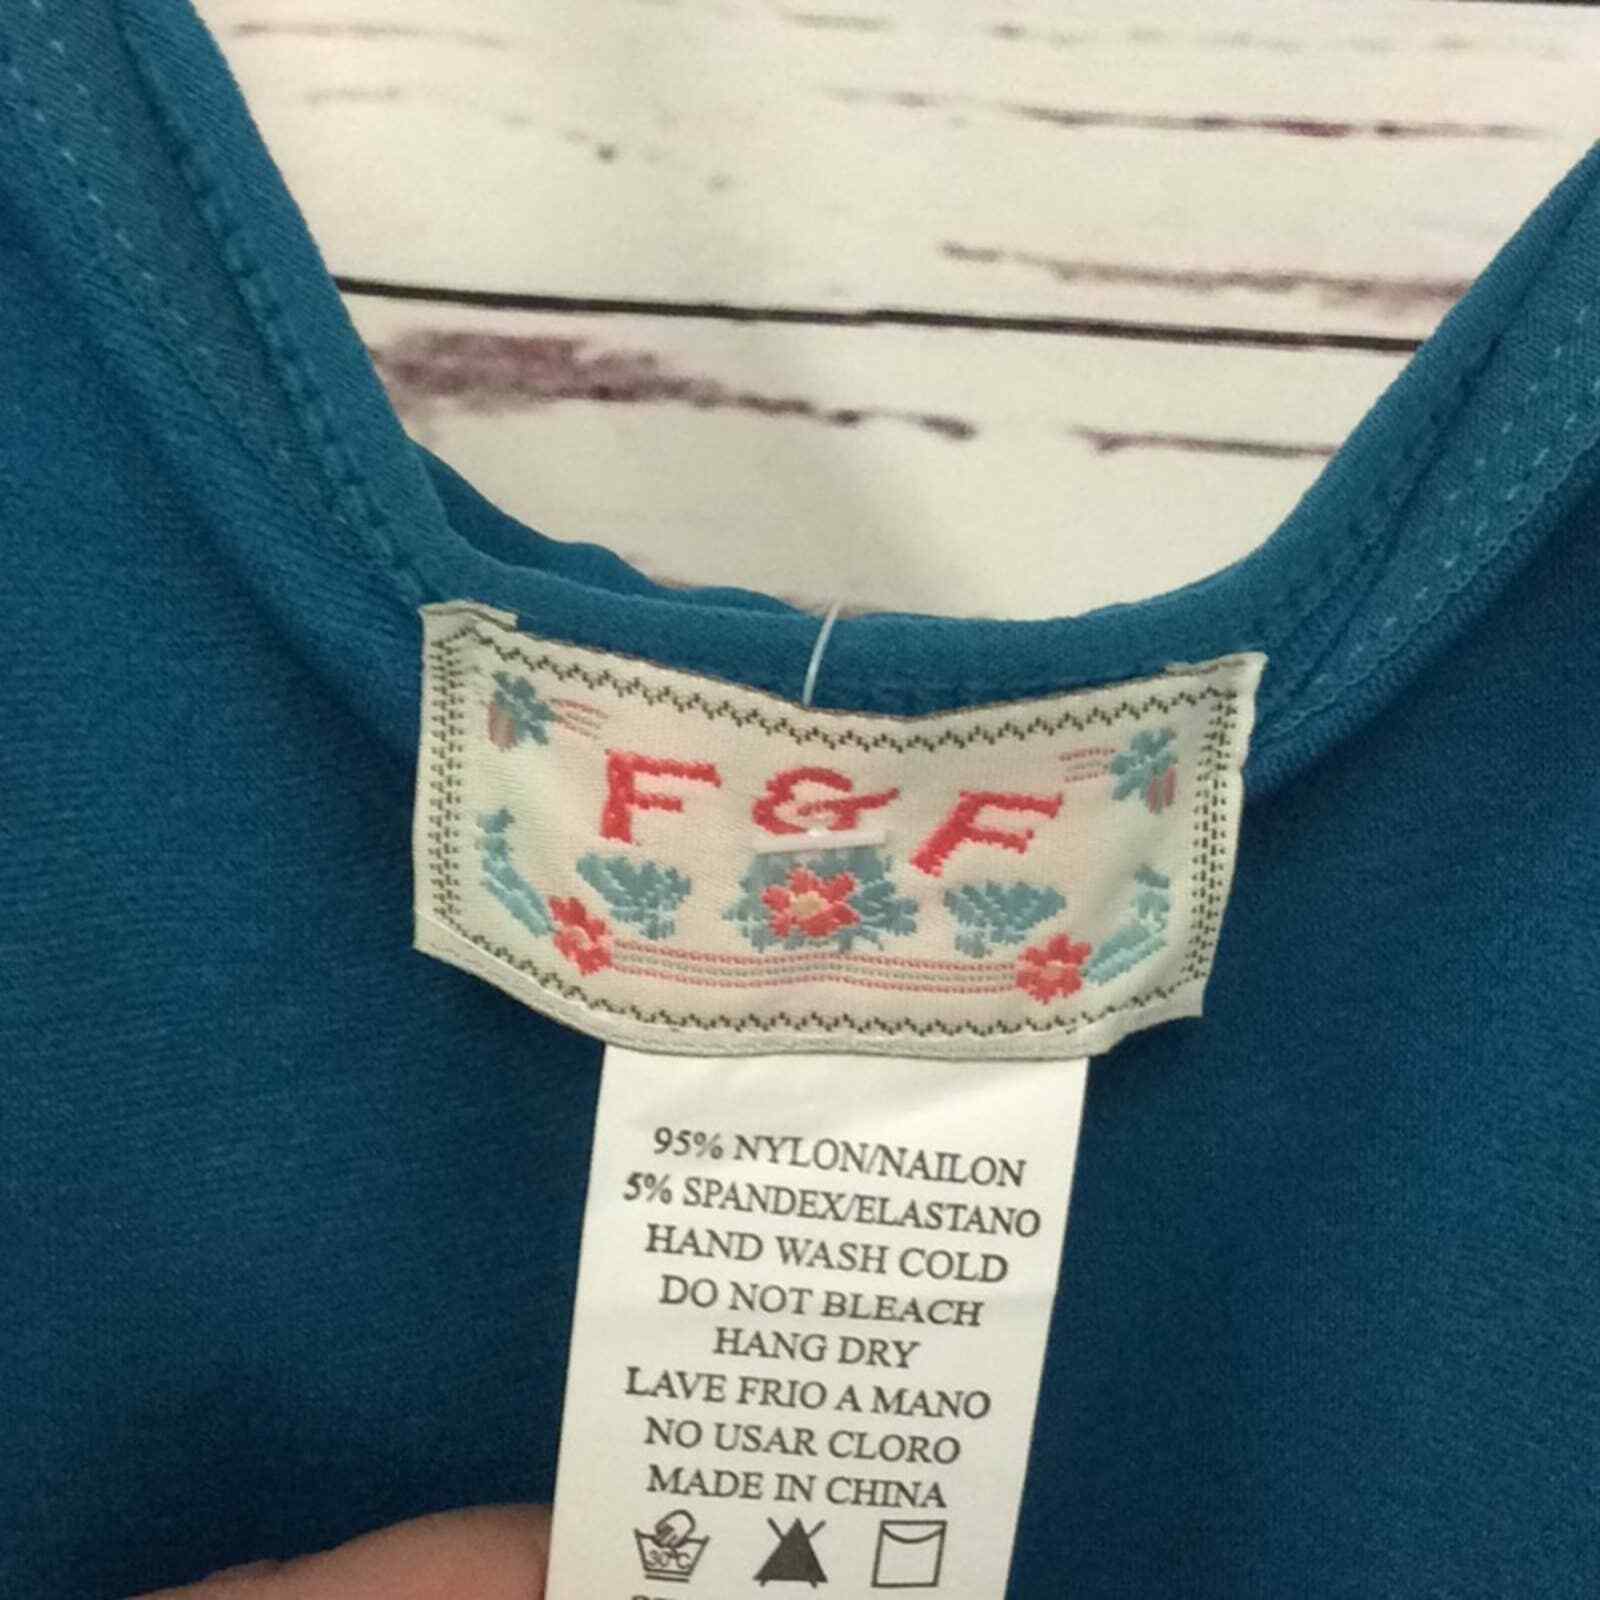 F & F
95% NYLON/NAILON
5% SPANDEX/ELASTANO
HAND WASH COLD
DO NOT BLEACH
HANG DRY
LAVE FRIO A MANO
NO USAR CLORO
MADE IN CHINA
30°C